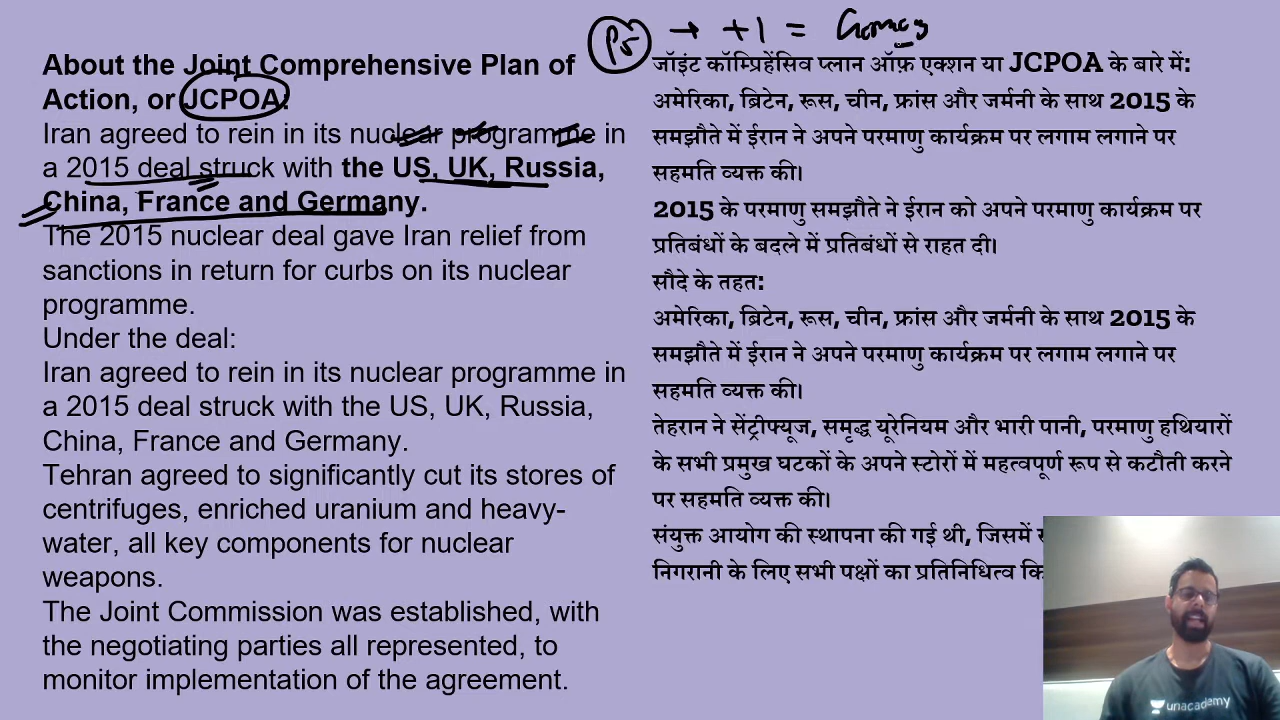 P5 → +1 = Germany
About the Joint Comprehensive Plan of
Action, or JCPOA:
Iran agreed to rein in its nuclear programme in
a 2015 deal struck with the US, UK, Russia,
China, France and Germany.
The 2015 nuclear deal gave Iran relief from
sanctions in return for curbs on its nuclear
programme.
Under the deal:
Iran agreed to rein in its nuclear programme in
a 2015 deal struck with the US, UK, Russia,
China, France and Germany.
Tehran agreed to significantly cut its stores of
centrifuges, enriched uranium and heavy-
water, all key components for nuclear
weapons.
The Joint Commission was established, with
the negotiating parties all represented, to
monitor implementation of the agreement.
जॉइंट कॉम्प्रिहेंसिव प्लान ऑफ़ एक्शन या JCPOA के बारे में:
अमेरिका, ब्रिटेन, रूस, चीन, फ्रांस और जर्मनी के साथ 2015 के
समझौते में ईरान ने अपने परमाणु कार्यक्रम पर लगाम लगाने पर
सहमति व्यक्त की।
2015 के परमाणु समझौते ने ईरान को अपने परमाणु कार्यक्रम पर
प्रतिबंधों के बदले में प्रतिबंधों से राहत दी।
सौदे के तहत:
अमेरिका, ब्रिटेन, रूस, चीन, फ्रांस और जर्मनी के साथ 2015 के
समझौते में ईरान ने अपने परमाणु कार्यक्रम पर लगाम लगाने पर
सहमति व्यक्त की।
तेहरान ने सेंट्रीफ्यूज, समृद्ध यूरेनियम और भारी पानी, परमाणु हथियारों
के सभी प्रमुख घटकों के अपने स्टोरों में महत्वपूर्ण रूप से कटौती करने
पर सहमति व्यक्त की।
संयुक्त आयोग की स्थापना की गई थी, जिसमें
निगरानी के लिए सभी पक्षों का प्रतिनिधित्व
unacademy